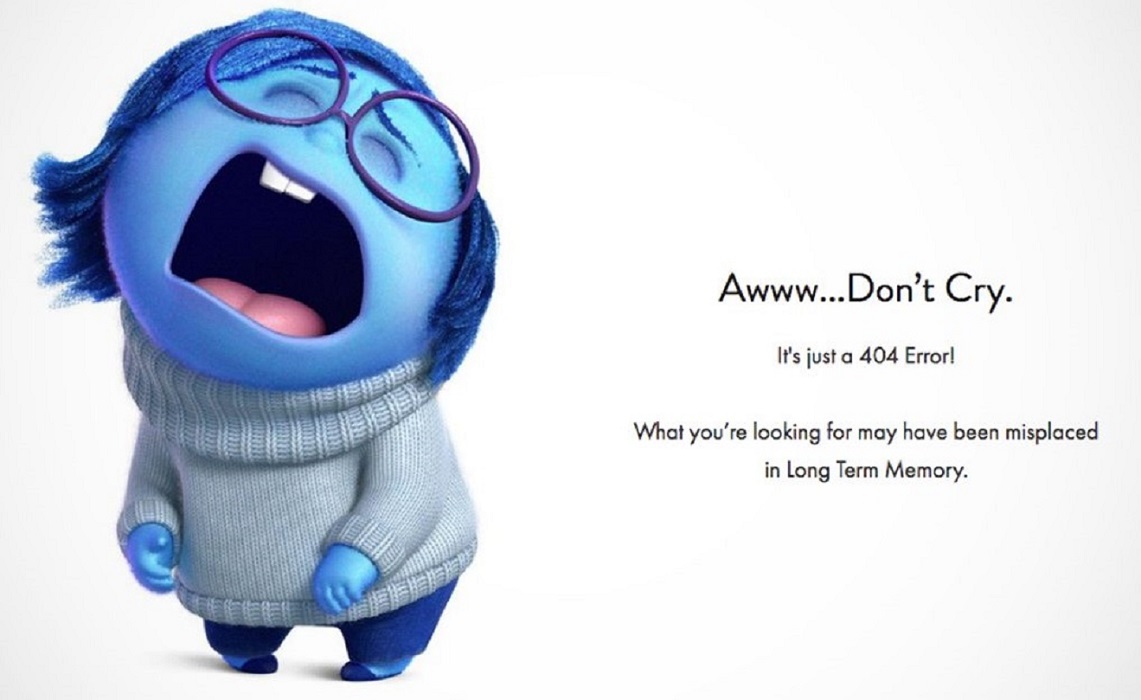 Awww...Don't Cry.
It's just a 404 Error!
What you're looking for may have been misplaced
in Long Term Memory.